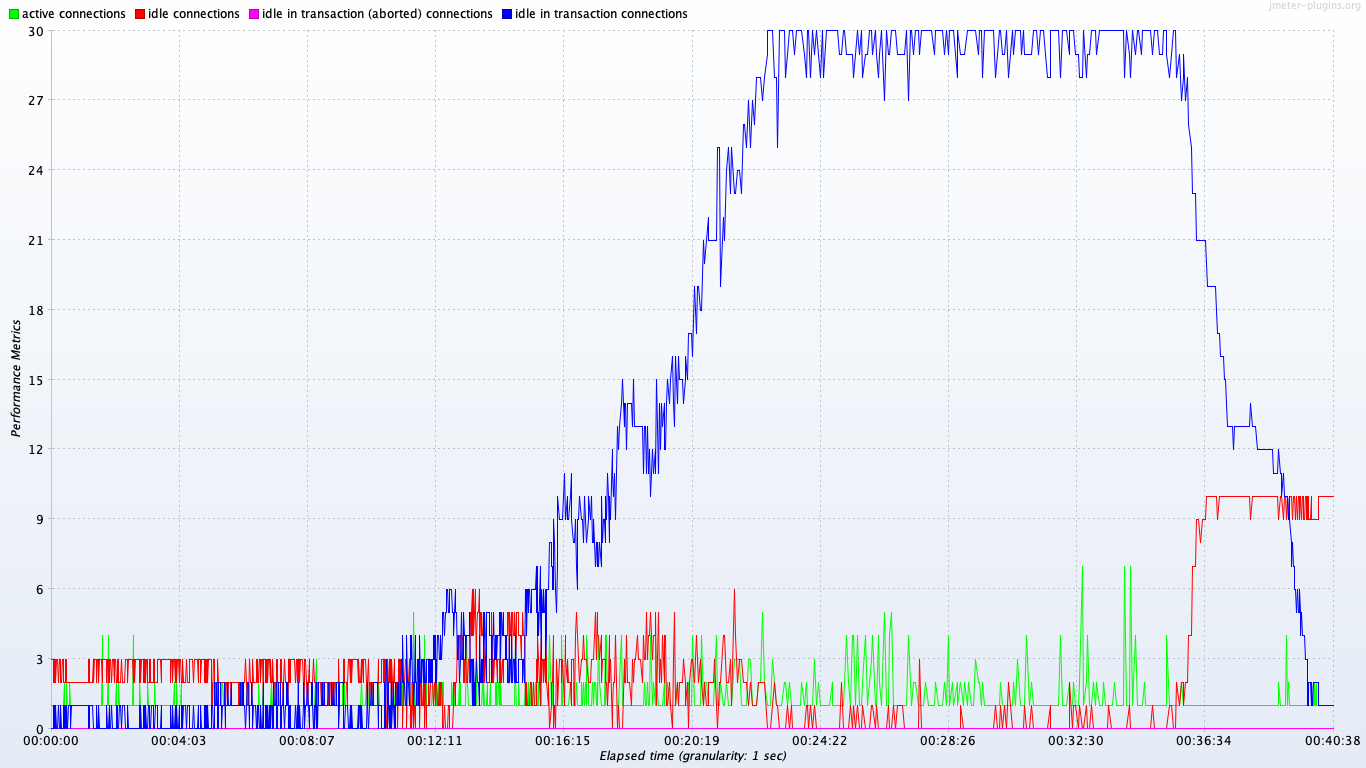 jmeter-plugins.org
active connections idle connections idle in transaction (aborted) connections idle in transaction connections
30
27
24
21
18
15
12
9
6
3
0
Performance Metrics
00:00:00 00:04:03 00:08:07 00:12:11 00:16:15 00:20:19 00:24:22 00:28:26 00:32:30 00:36:34 00:40:38
Elapsed time (granularity: 1 sec)